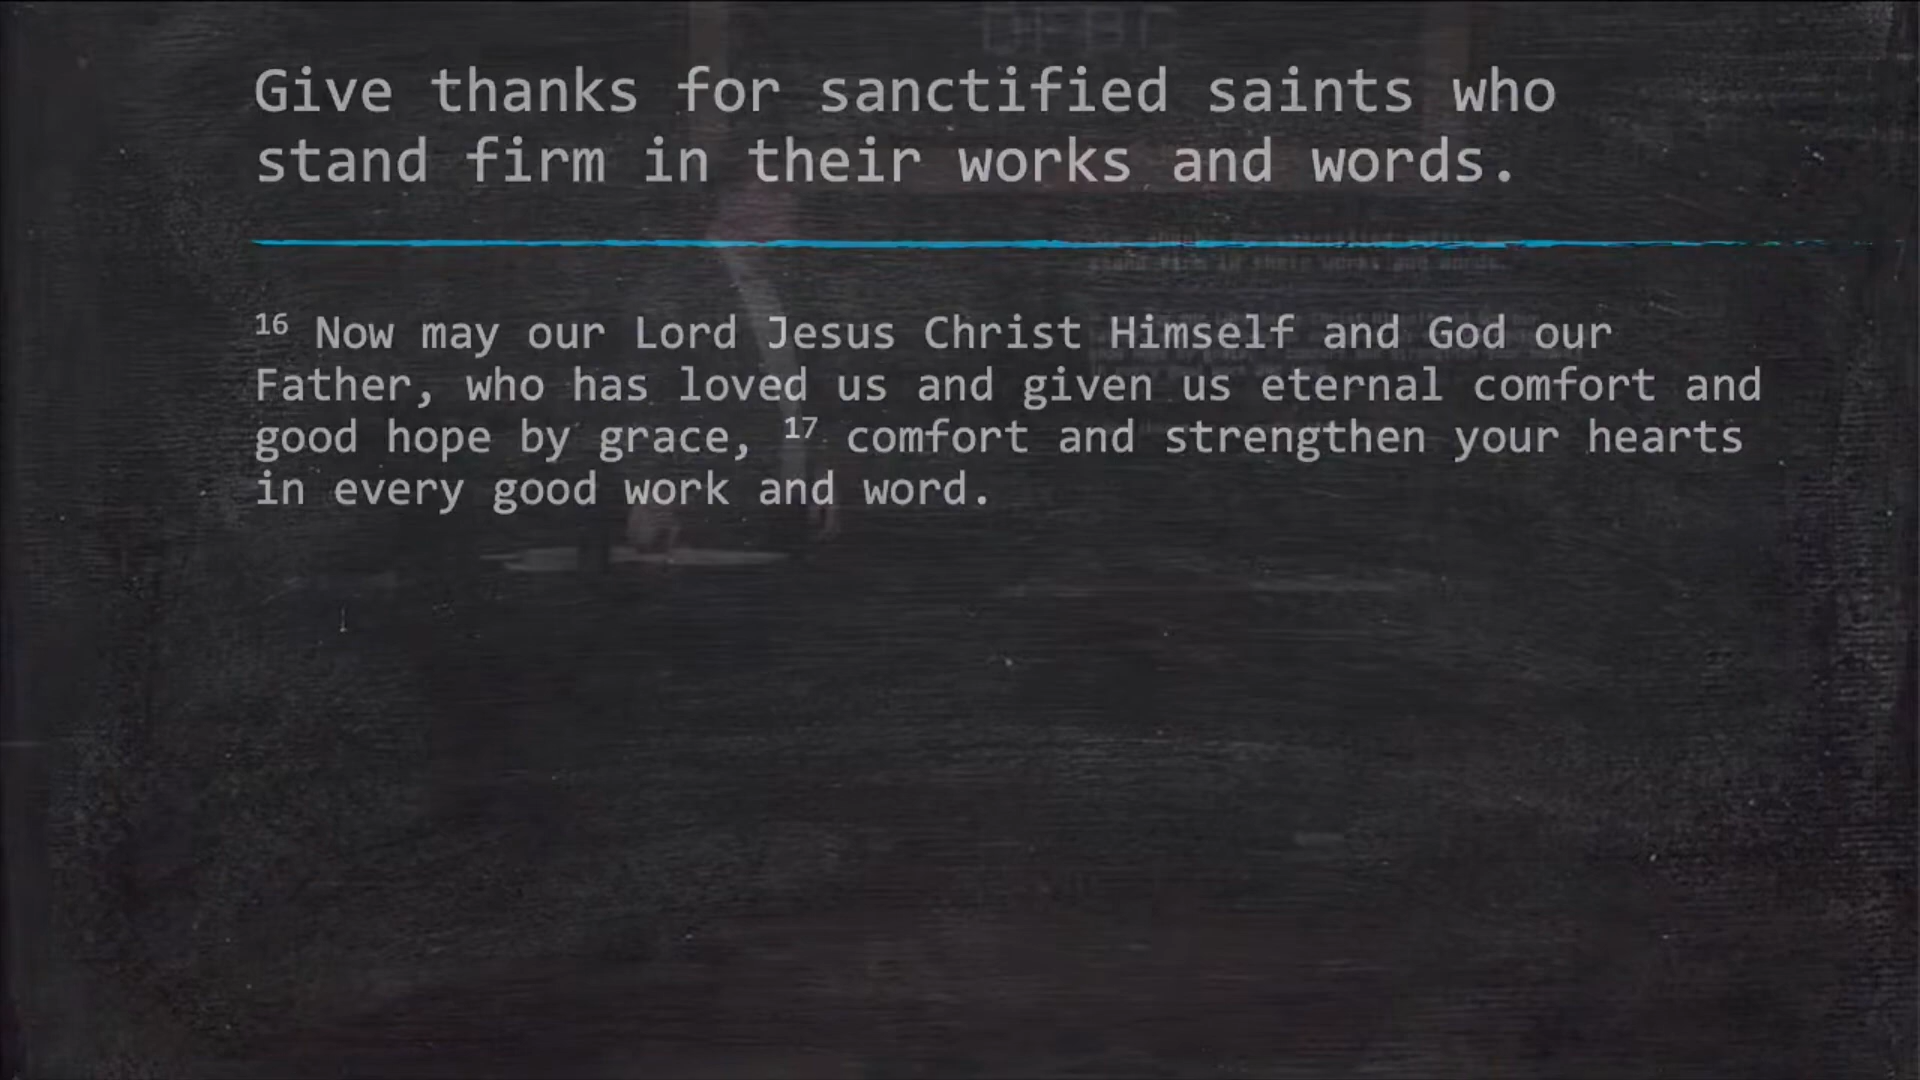 Give thanks for sanctified saints who
stand firm in their works and words.
16 Now may our Lord Jesus Christ Himself and God our
Father, who has loved us and given us eternal comfort and
good hope by grace, 17 comfort and strengthen your hearts
in every good work and word.